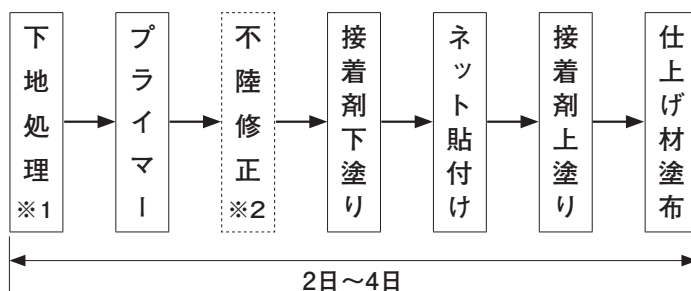 下地処理※1
プライマー
不陸修正※2
接着剤下塗り
ネット貼付け
接着剤上塗り
仕上げ材塗布
2日～4日